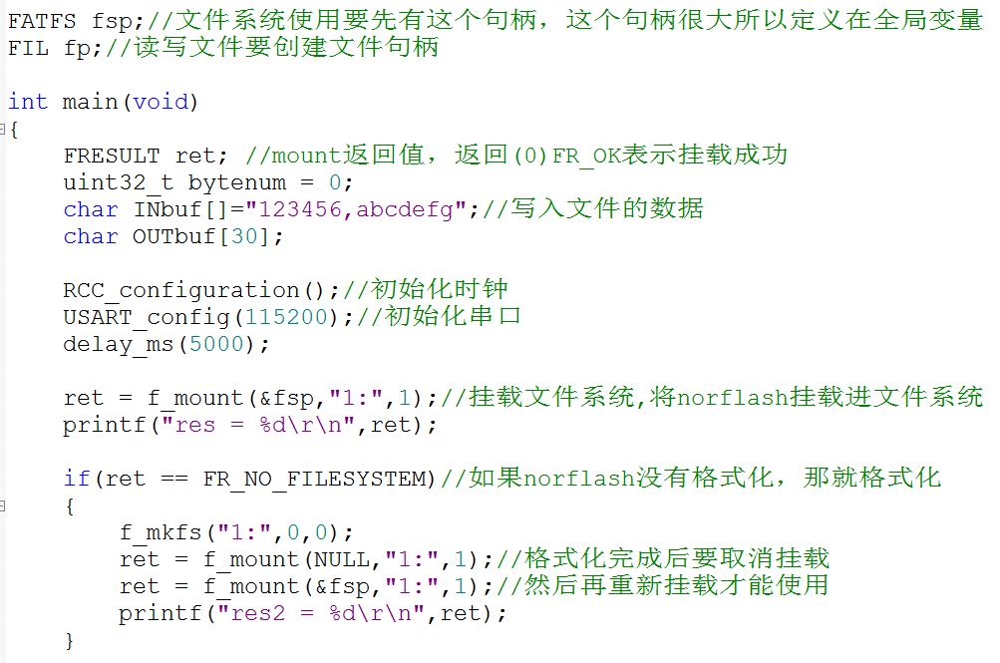 FATFS fsp;//文件系统使用要先有这个句柄，这个句柄很大所以定义在全局变量
FIL fp;//读写文件要创建文件句柄
int main(void)
{
FRESULT ret; //mount返回值，返回(0)FR_OK表示挂载成功
uint32_t bytenum = 0;
char INbuf[]="123456,abcdefg";//写入文件的数据
char OUTbuf[30];
RCC_configuration();//初始化时钟
USART_config(115200);//初始化串口
delay_ms(5000);
ret = f_mount(&fsp,"1:",1);//挂载文件系统,将norflash挂载进文件系统
printf("res = %d\r\n",ret);
if(ret == FR_NO_FILESYSTEM)//如果norflash没有格式化，那就格式化
{
f_mkfs("1:",0,0);
ret = f_mount(NULL,"1:",1);//格式化完成后要取消挂载
ret = f_mount(&fsp,"1:",1);//然后再重新挂载才能使用
printf("res2 = %d\r\n",ret);
}